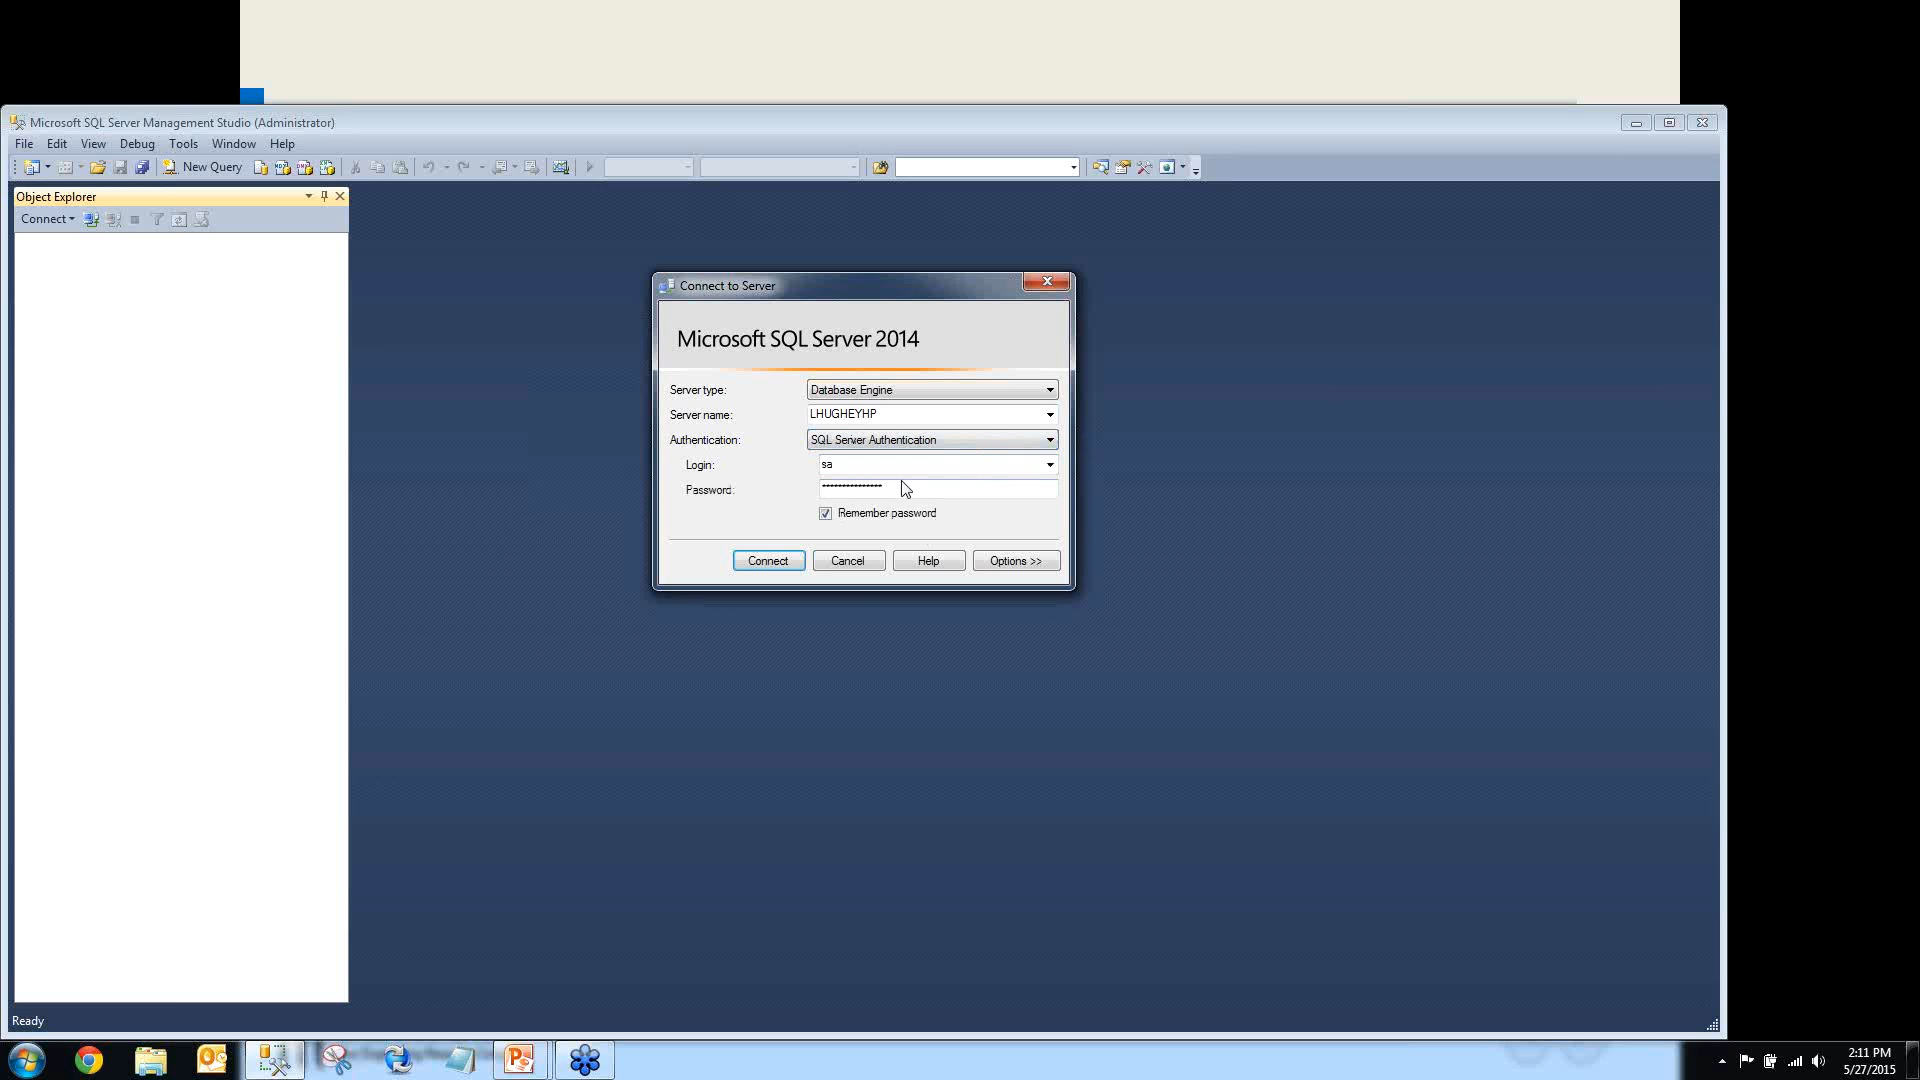 Microsoft SQL Server Management Studio (Administrator)
File Edit View Debug Tools Window Help
New Query
Object Explorer
Connect
Connect to Server
Microsoft SQL Server 2014
Server type: Database Engine
Server name: LHUGHEYHP
Authentication: SQL Server Authentication
Login: sa
Password: ***************
Remember password
Connect Cancel Help Options >>
Ready
2:11 PM
5/27/2015